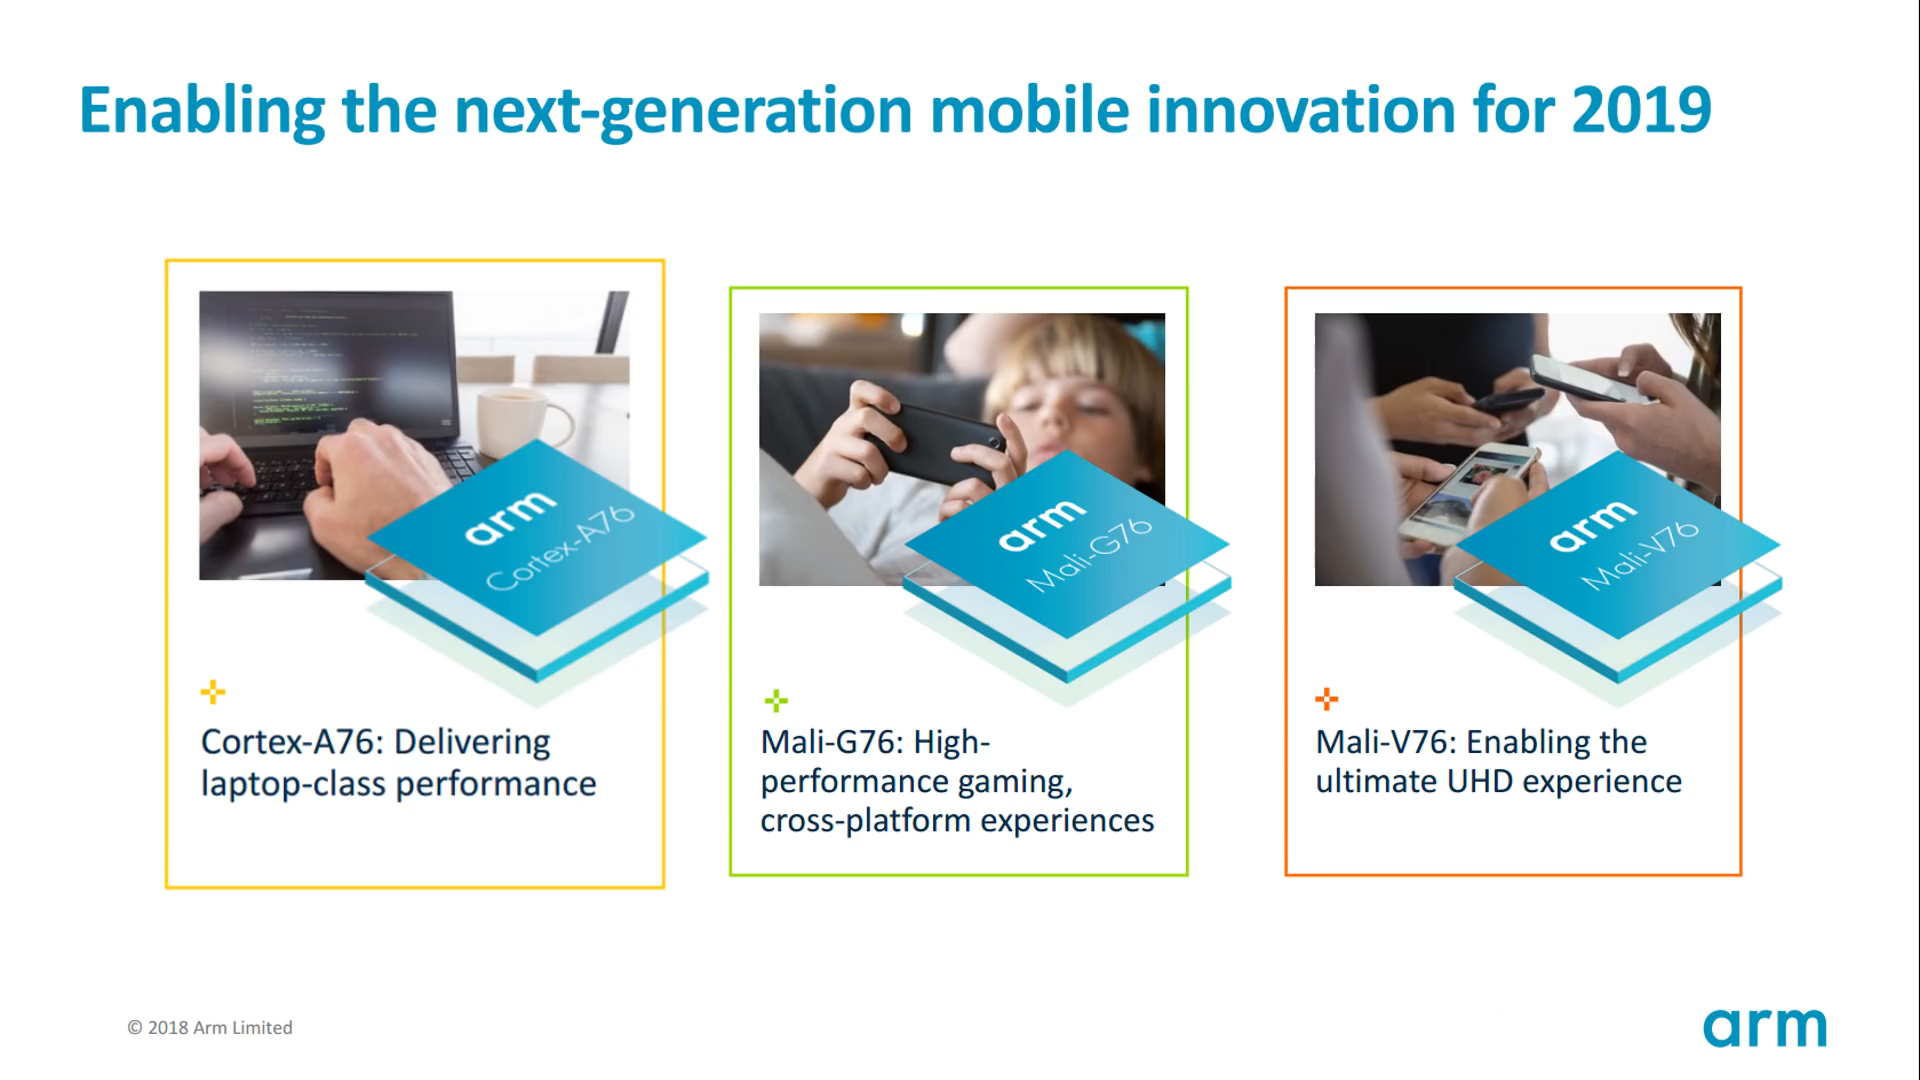 Enabling the next-generation mobile innovation for 2019
arm
Cortex-A76
Cortex-A76: Delivering
laptop-class performance
arm
Mali-G76
Mali-G76: High-
performance gaming,
cross-platform experiences
arm
Mali-V76
Mali-V76: Enabling the
ultimate UHD experience
© 2018 Arm Limited
arm